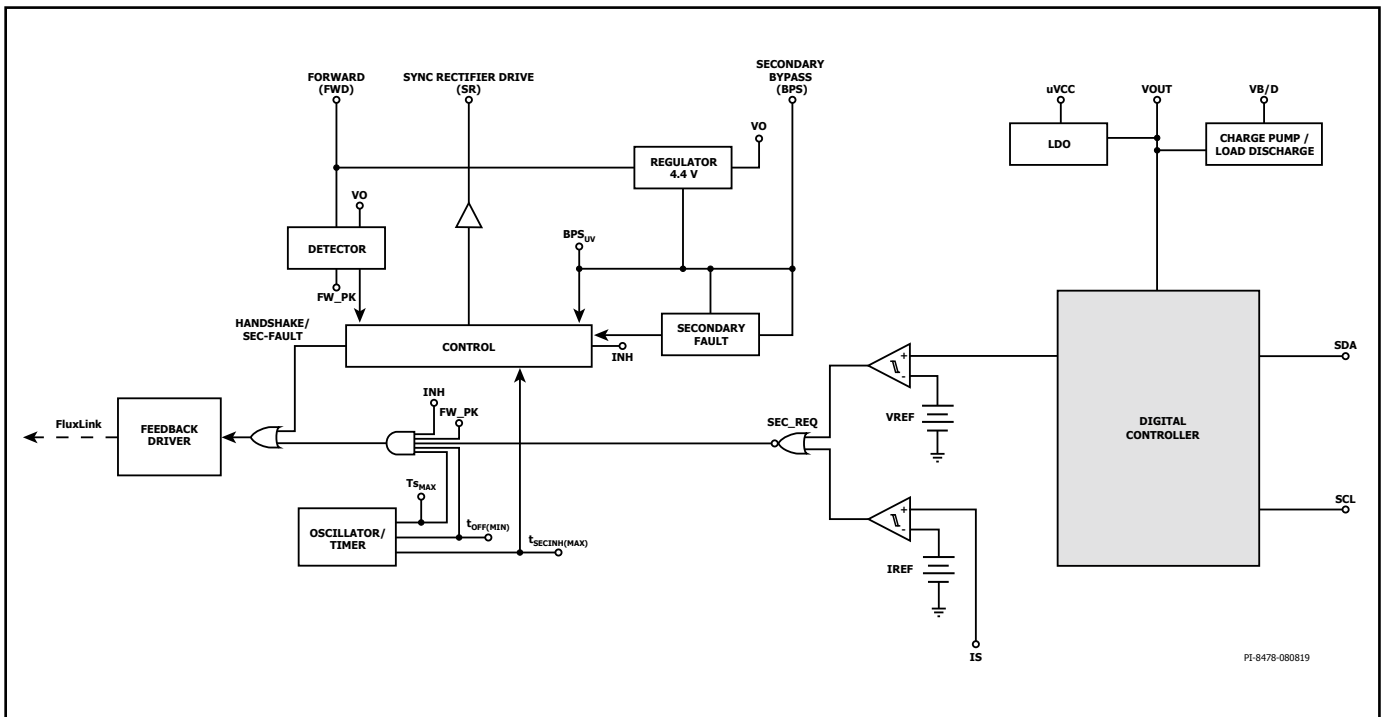 FORWARD
(FWD)
SYNC RECTIFIER DRIVE
(SR)
SECONDARY
BYPASS
(BPS)
uVCC
VOUT
VB/D
VO
LDO
CHARGE PUMP /
LOAD DISCHARGE
REGULATOR
4.4 V
VO
DETECTOR
BPSUV
FW_PK
HANDSHAKE/
SEC-FAULT
CONTROL
SECONDARY
FAULT
INH
SDA
INH
FW_PK
VREF
SEC_REQ
DIGITAL
CONTROLLER
FluxLink
FEEDBACK
DRIVER
TsMAX
SCL
OSCILLATOR/
TIMER
tOFF(MIN)
tSECINH(MAX)
IREF
IS
PI-8478-080819
+
-
+
-